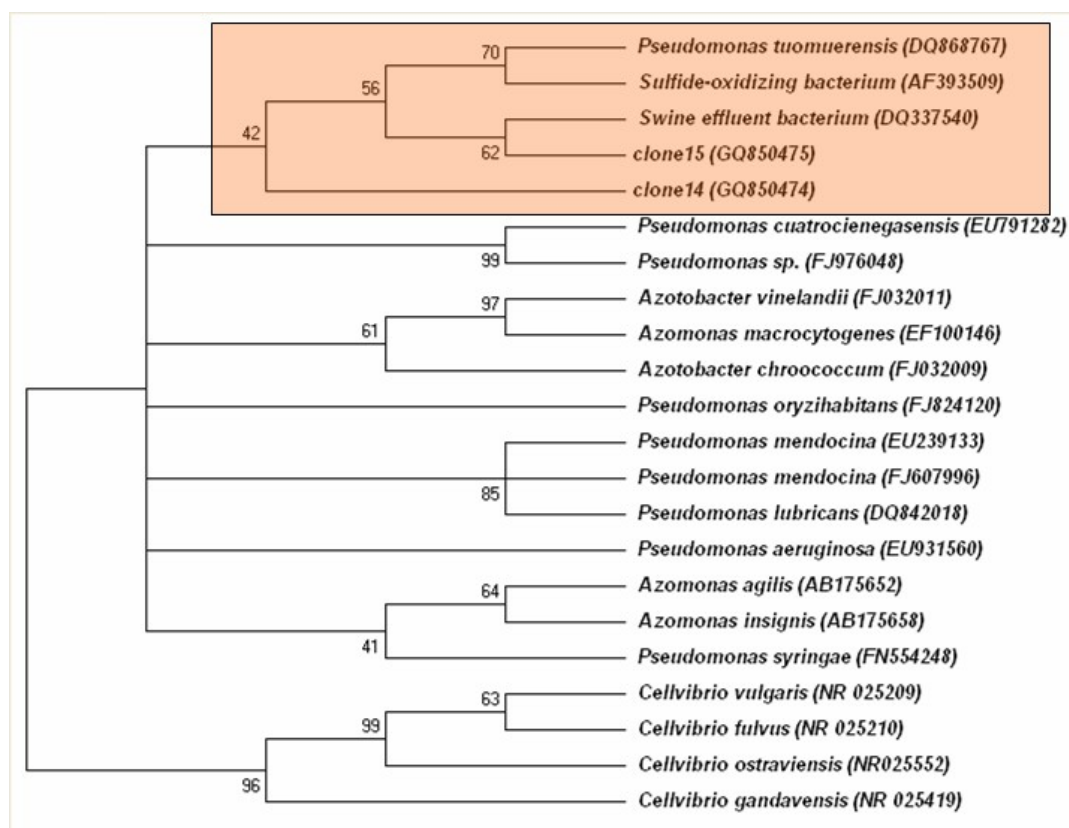 70
Pseudomonas tuomuerensis (DQ868767)
Sulfide-oxidizing bacterium (AF393509)
56
Swine effluent bacterium (DQ337540)
42
62
clone15 (GQ850475)
clone14 (GQ850474)
Pseudomonas cuatrocienegasensis (EU791282)
99
Pseudomonas sp. (FJ976048)
97
Azotobacter vinelandii (FJ032011)
61
Azomonas macrocytogenes (EF100146)
Azotobacter chroococcum (FJ032009)
Pseudomonas oryzihabitans (FJ824120)
Pseudomonas mendocina (EU239133)
Pseudomonas mendocina (FJ607996)
85
Pseudomonas lubricans (DQ842018)
Pseudomonas aeruginosa (EU931560)
64
Azomonas agilis (AB175652)
Azomonas insignis (AB175658)
41
Pseudomonas syringae (FN554248)
63
Cellvibrio vulgaris (NR 025209)
99
Cellvibrio fulvus (NR 025210)
Cellvibrio ostraviensis (NR025552)
96
Cellvibrio gandavensis (NR 025419)